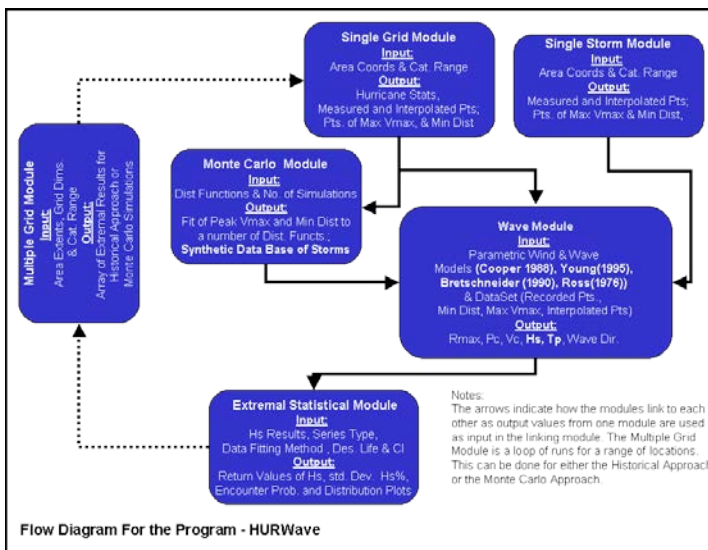 Single Grid Module
Input:
Area Coords & Cat. Range
Output:
Hurricane Stats,
Measured and Interpolated Pts;
Pts. of Max Vmax, & Min Dist
Single Storm Module
Input:
Area Coords & Cat. Range
Output:
Measured and Interpolated Pts;
Pts. of Max Vmax & Min Dist,
Multiple Grid Module
Input:
Area Extents, Grid Dims.
& Cat. Range
Output:
Array of Extremal Results for
Historical Approach or
Monte Carlo Simulations
Monte Carlo Module
Input:
Dist Functions & No. of Simulations
Output:
Fit of Peak Vmax and Min Dist to
a number of Dist. Functs.;
Synthetic Data Base of Storms
Wave Module
Input:
Parametric Wind & Wave
Models (Cooper 1988), Young(1995),
Bretschneider (1990), Ross(1976))
& DataSet (Recorded Pts.,
Min Dist, Max Vmax, Interpolated Pts)
Output:
Rmax, Pc, Vc, Hs, Tp, Wave Dir.
Extremal Statistical Module
Input:
Hs Results, Series Type,
Data Fitting Method , Des. Life & CI
Output:
Return Values of Hs, std. Dev. Hs%,
Encounter Prob. and Distribution Plots
Notes:
The arrows indicate how the modules link to each
other as output values from one module are used
as input in the linking module. The Multiple Grid
Module is a loop of runs for a range of locations.
This can be done for either the Historical Approach
or the Monte Carlo Approach.
Flow Diagram For the Program - HURWave